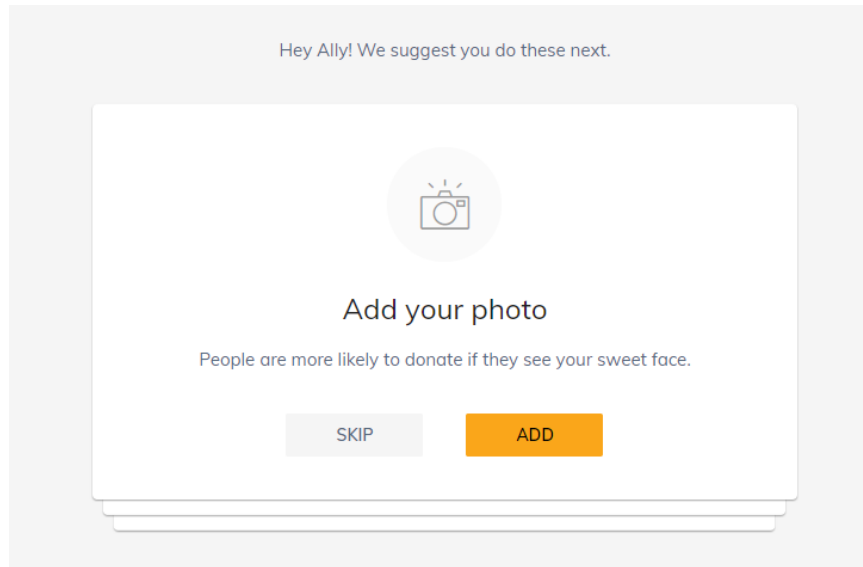 Hey Ally! We suggest you do these next.
Add your photo
People are more likely to donate if they see your sweet face.
SKIP
ADD